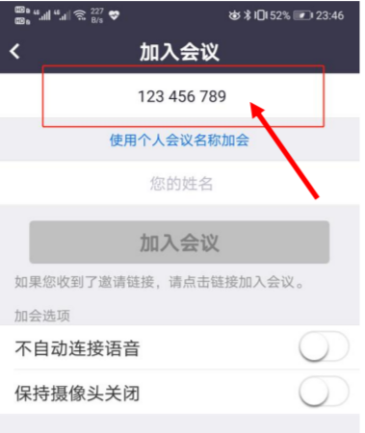 227 B/s 52% 23:46
加入会议
123 456 789
使用个人会议名称加会
您的姓名
加入会议
如果您收到了邀请链接，请点击链接加入会议。
加会选项
不自动连接语音
保持摄像头关闭